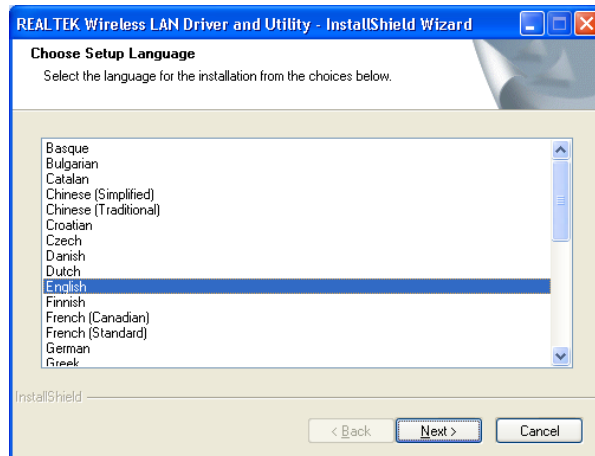 REALTEK Wireless LAN Driver and Utility - InstallShield Wizard
Choose Setup Language
Select the language for the installation from the choices below.
Basque
Bulgarian
Catalan
Chinese (Simplified)
Chinese (Traditional)
Croatian
Czech
Danish
Dutch
English
Finnish
French (Canadian)
French (Standard)
German
Greek
InstallShield
< Back Next > Cancel